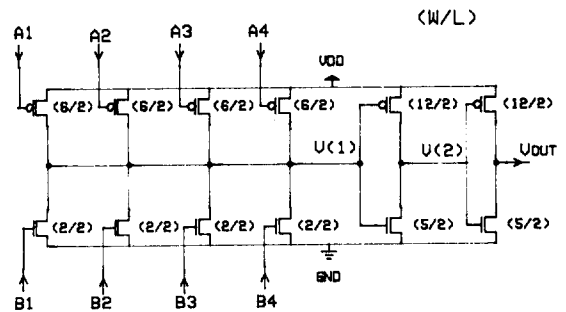 (W/L)
A1 A2 A3 A4
VDD
(6/2) (6/2) (6/2) (6/2) (12/2) (12/2)
V(1) V(2) VOUT
(2/2) (2/2) (2/2) (2/2) (5/2) (5/2)
GND
B1 B2 B3 B4